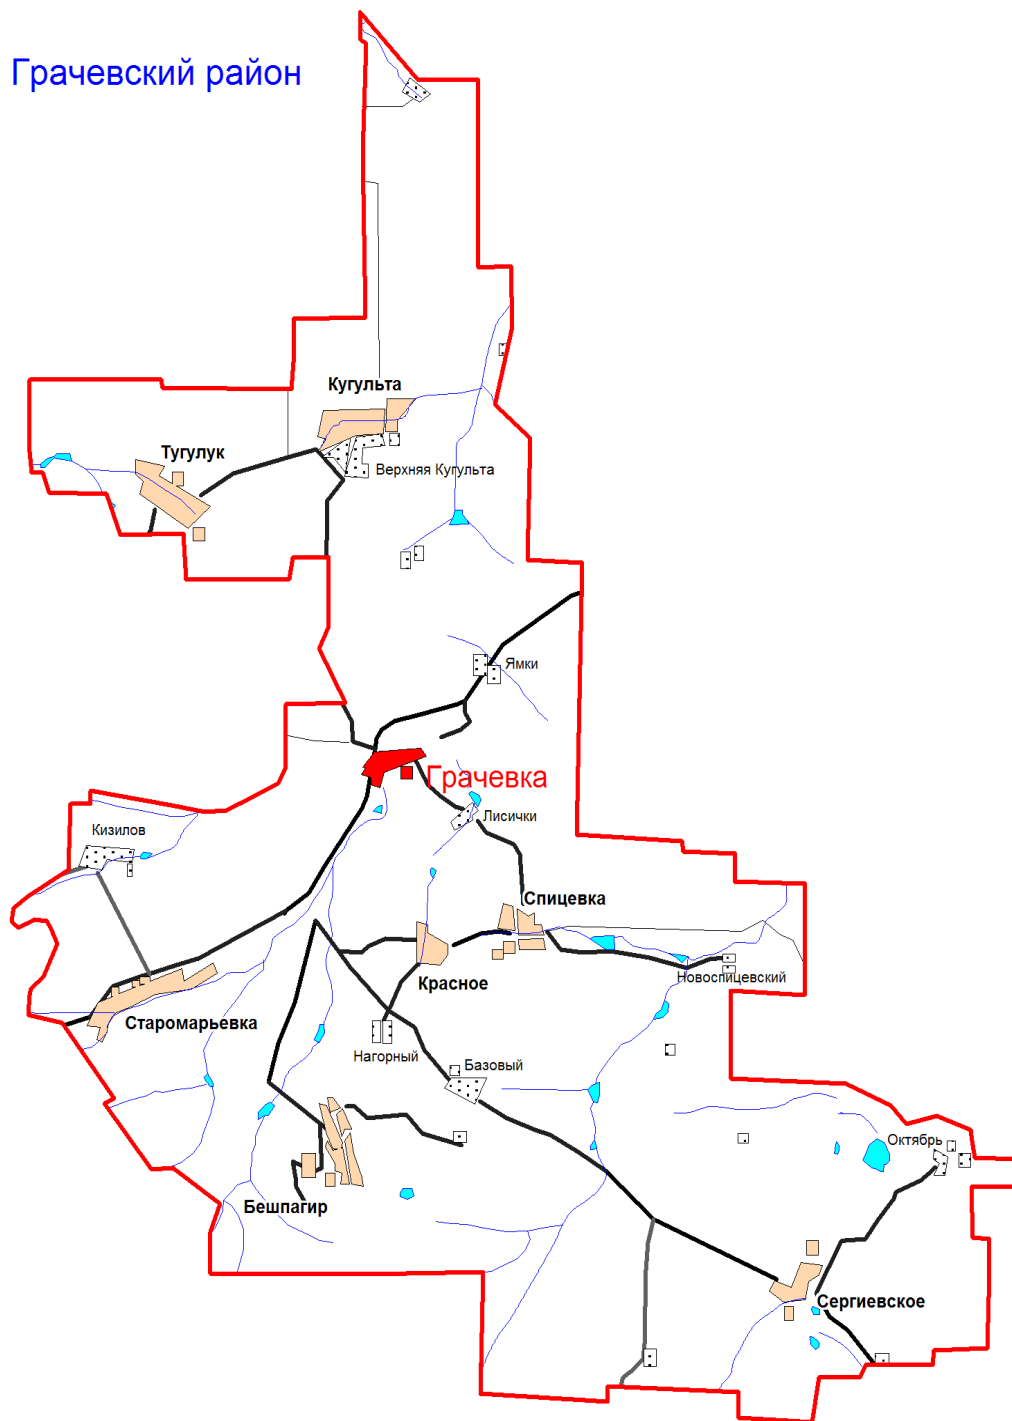 Грачевский район
Кугульта
Тугулук
Верхняя Кугульта
Ямки
Грачевка
Лисички
Кизилов
Спицевка
Красное
Новоспицевский
Старомарьевка
Нагорный
Базовый
Октябрь
Бешпагир
Сергиевское